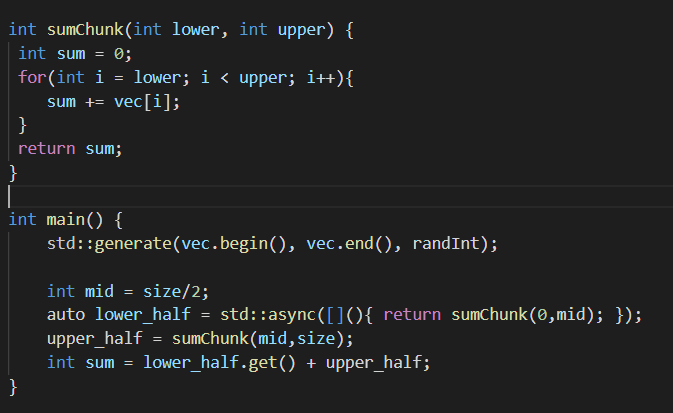 int sumChunk(int lower, int upper) {
 int sum = 0;
 for(int i = lower; i < upper; i++){
    sum += vec[i];
 }
 return sum;
}

int main() {
    std::generate(vec.begin(), vec.end(), randInt);

    int mid = size/2;
    auto lower_half = std::async([](){ return sumChunk(0,mid); });
    upper_half = sumChunk(mid,size);
    int sum = lower_half.get() + upper_half;
}